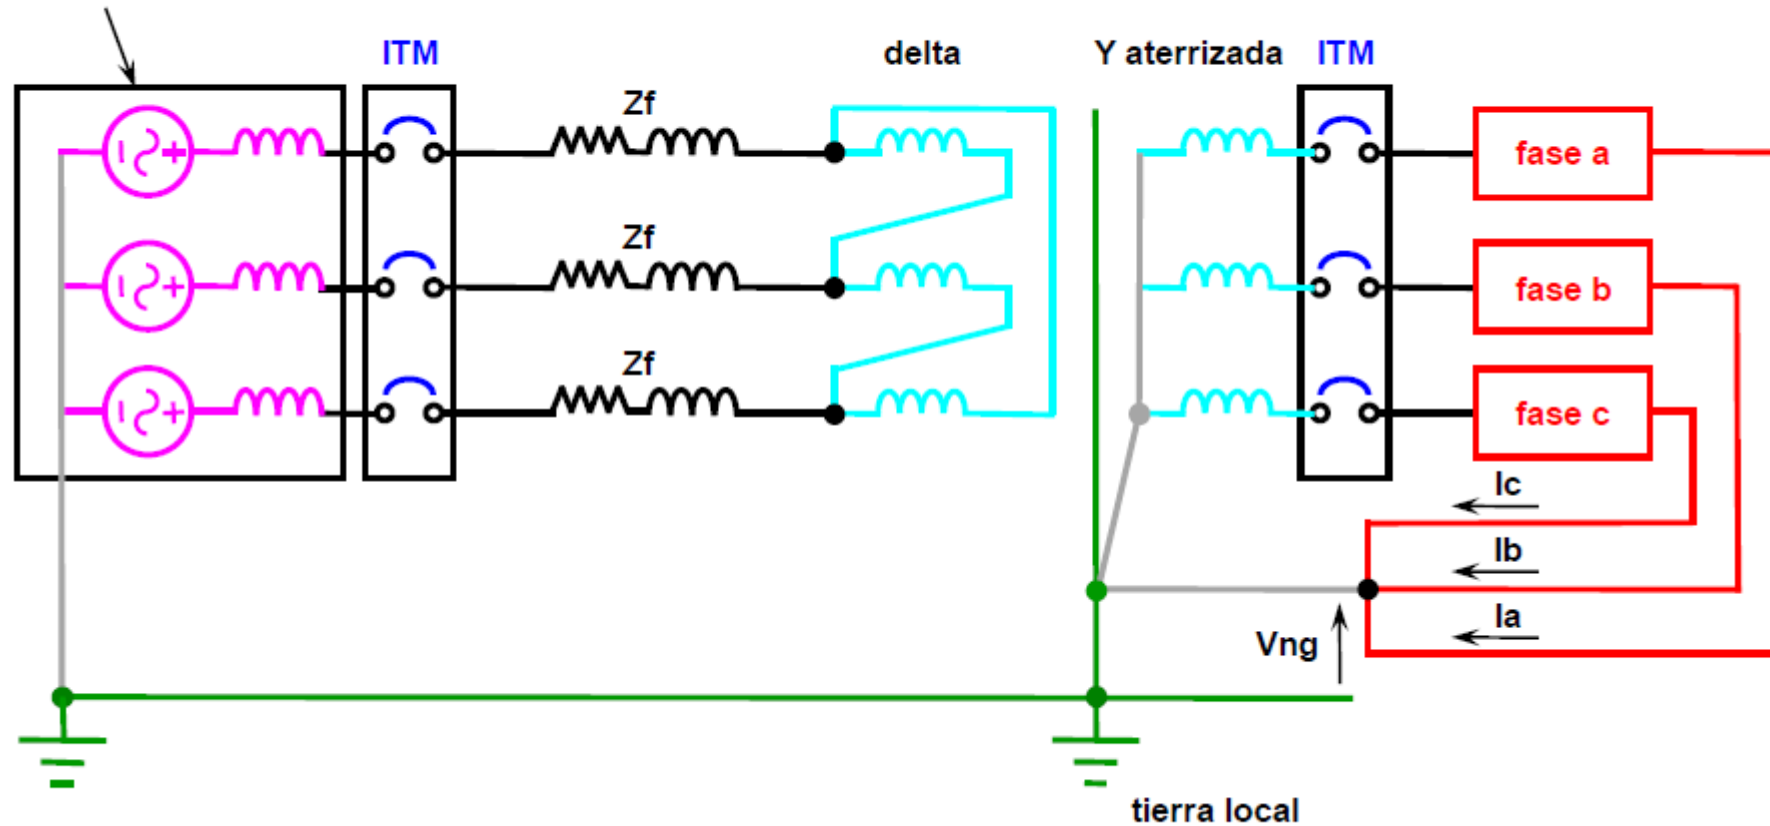 ITM
delta
Y aterrizada
ITM
Zf
fase a
Zf
fase b
Zf
fase c
Ic
Ib
Ia
Vng
tierra local